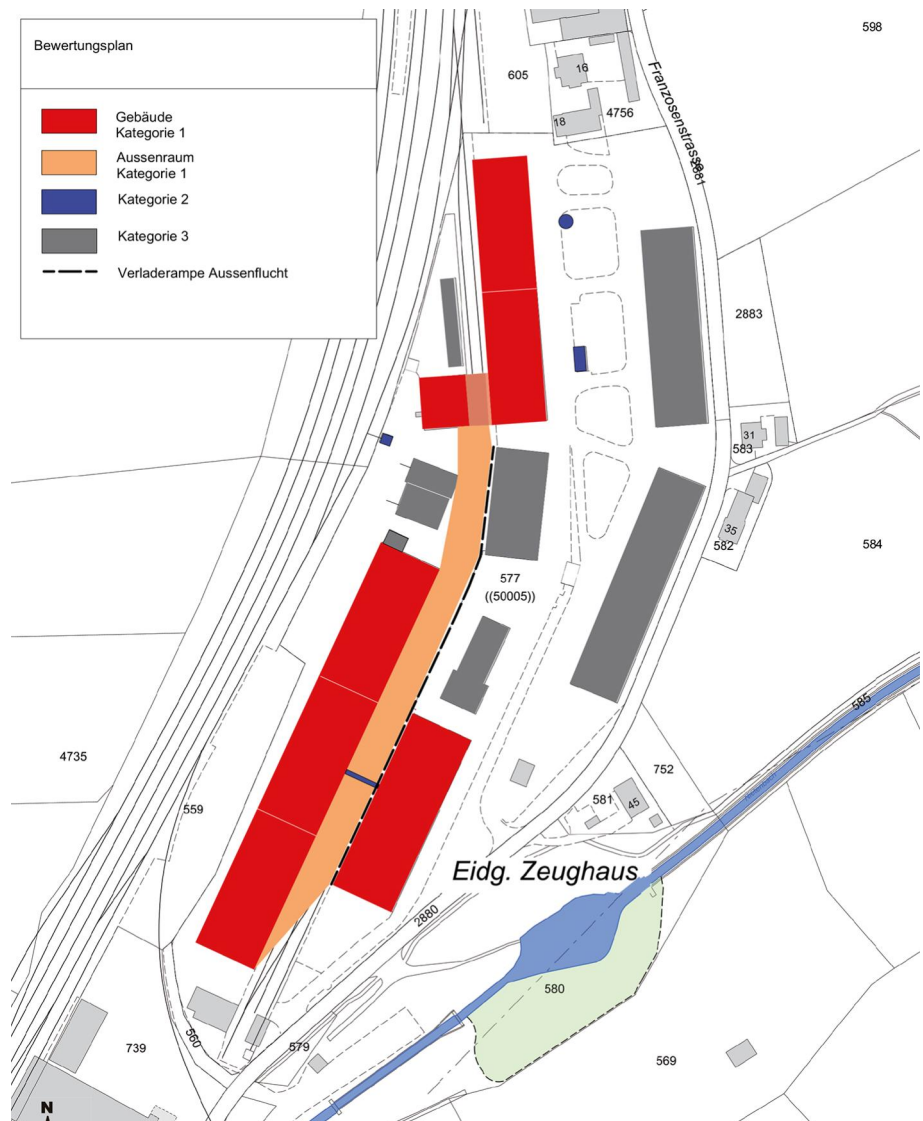 Bewertungsplan
Gebäude
Kategorie 1
Aussenraum
Kategorie 1
Kategorie 2
Kategorie 3
Verladerampe Aussenflucht
598
605
16
18
4756
Franzosenstrasse
2881
2883
31
583
35
582
584
577
((50005))
585
4735
559
752
581
45
Eidg. Zeughaus
2880
580
560
579
739
569
N